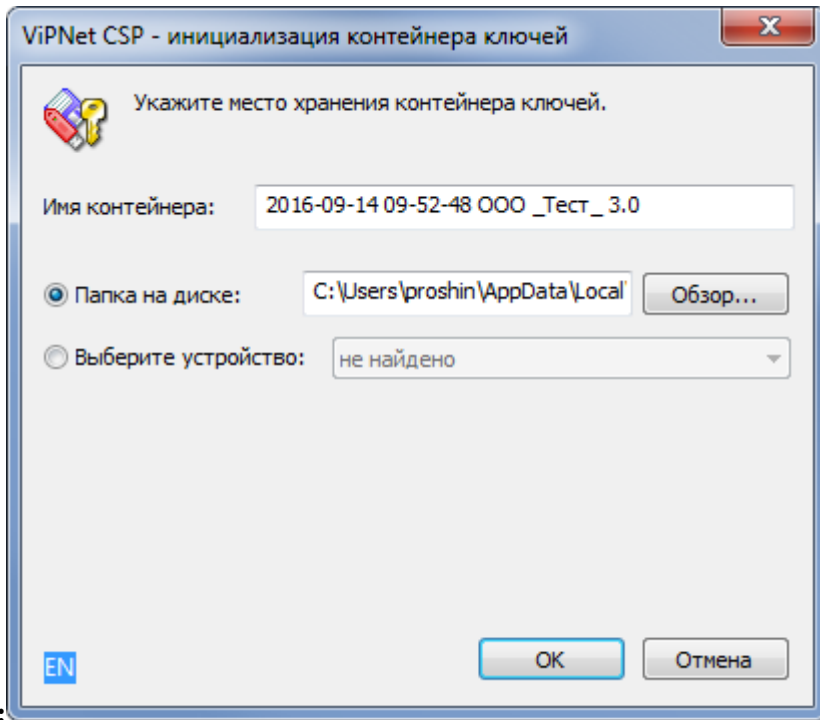 ViPNet CSP - инициализация контейнера ключей
Укажите место хранения контейнера ключей.
Имя контейнера: 2016-09-14 09-52-48 ООО _Тест_ 3.0
Папка на диске: C:\Users\proshin\AppData\Local\ Обзор...
Выберите устройство: не найдено
EN OK Отмена
: